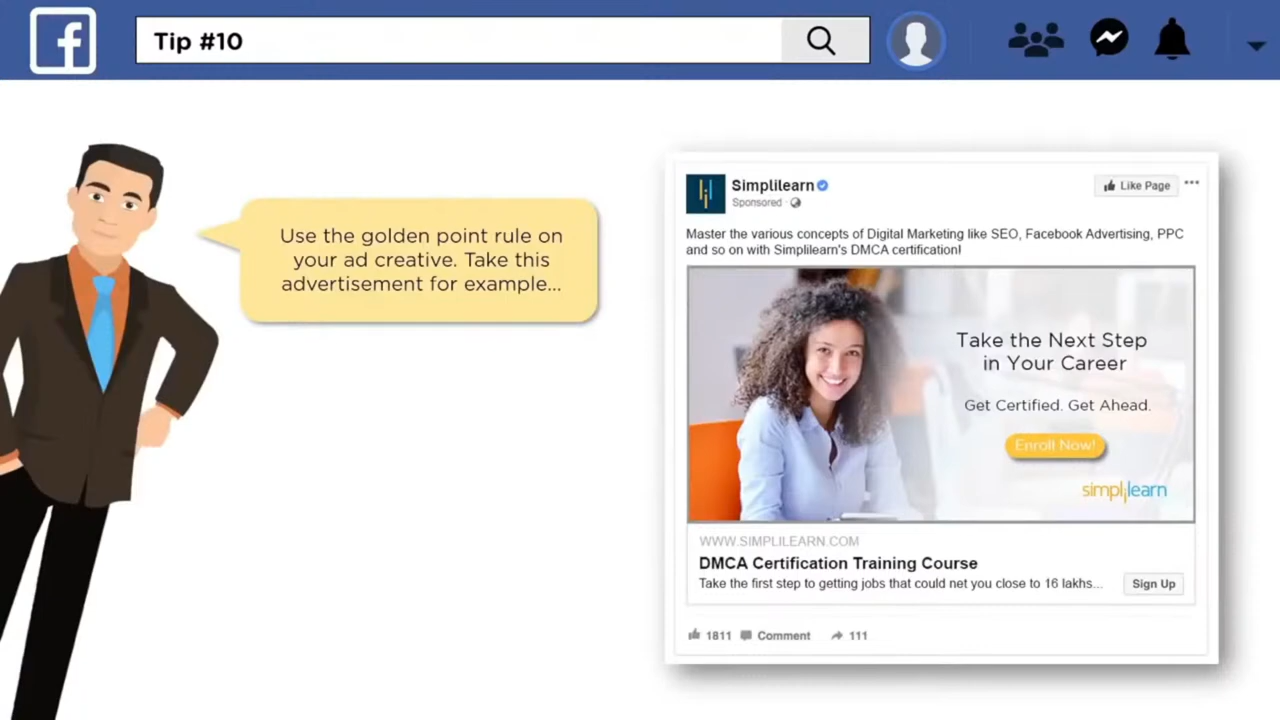 Tip #10
Use the golden point rule on
your ad creative. Take this
advertisement for example...
Simplilearn
Like Page
Sponsored ·
Master the various concepts of Digital Marketing like SEO, Facebook Advertising, PPC
and so on with Simplilearn's DMCA certification!
Take the Next Step
in Your Career
Get Certified. Get Ahead.
Enroll Now!
simplilearn
WWW.SIMPLILEARN.COM
DMCA Certification Training Course
Take the first step to getting jobs that could net you close to 16 lakhs...
Sign Up
1811 Comment 111